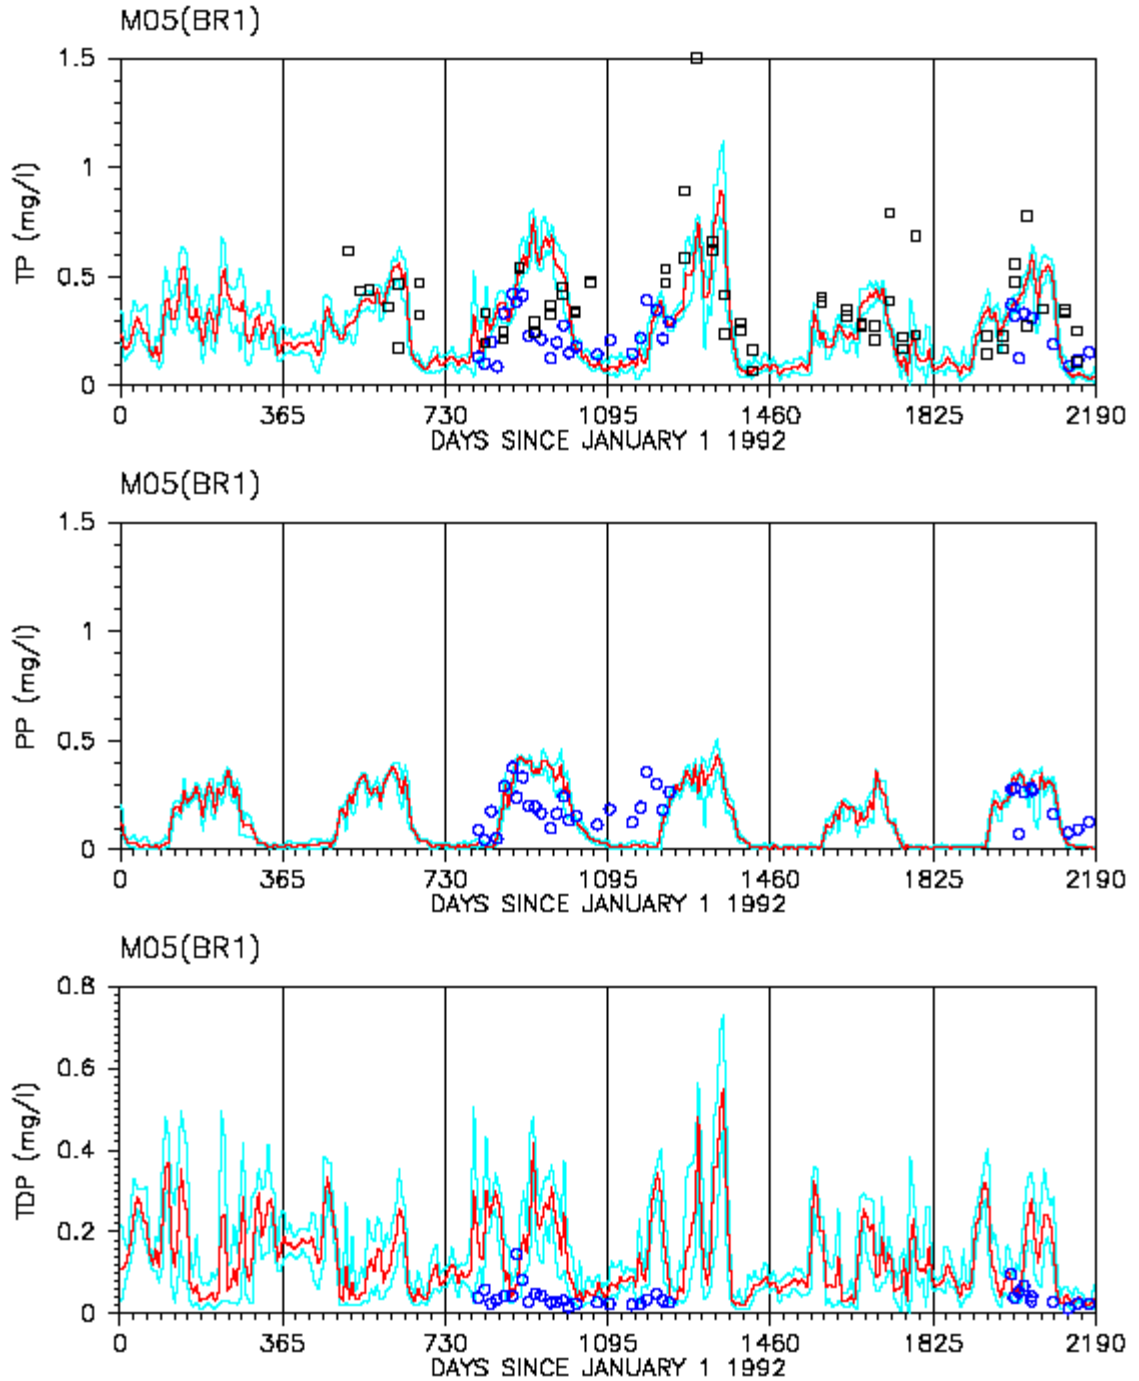 M05(BR1)
1.5
1
0.5
0
TP (mg/l)
0 365 730 1095 1460 1825 2190
DAYS SINCE JANUARY 1 1992
M05(BR1)
1.5
1
0.5
0
PP (mg/l)
0 365 730 1095 1460 1825 2190
DAYS SINCE JANUARY 1 1992
M05(BR1)
0.8
0.6
0.4
0.2
0
TDP (mg/l)
0 365 730 1095 1460 1825 2190
DAYS SINCE JANUARY 1 1992